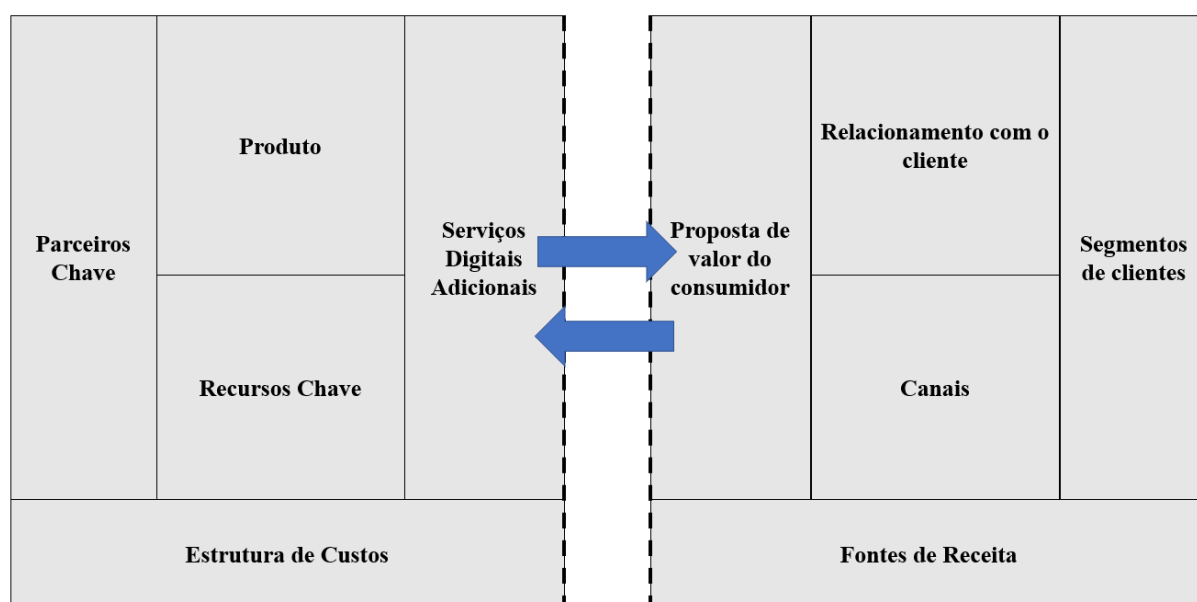 Parceiros
Chave
Produto
Recursos Chave
Serviços
Digitais
Adicionais
Estrutura de Custos
Proposta de
valor do
consumidor
Relacionamento com o
cliente
Canais
Segmentos
de clientes
Fontes de Receita